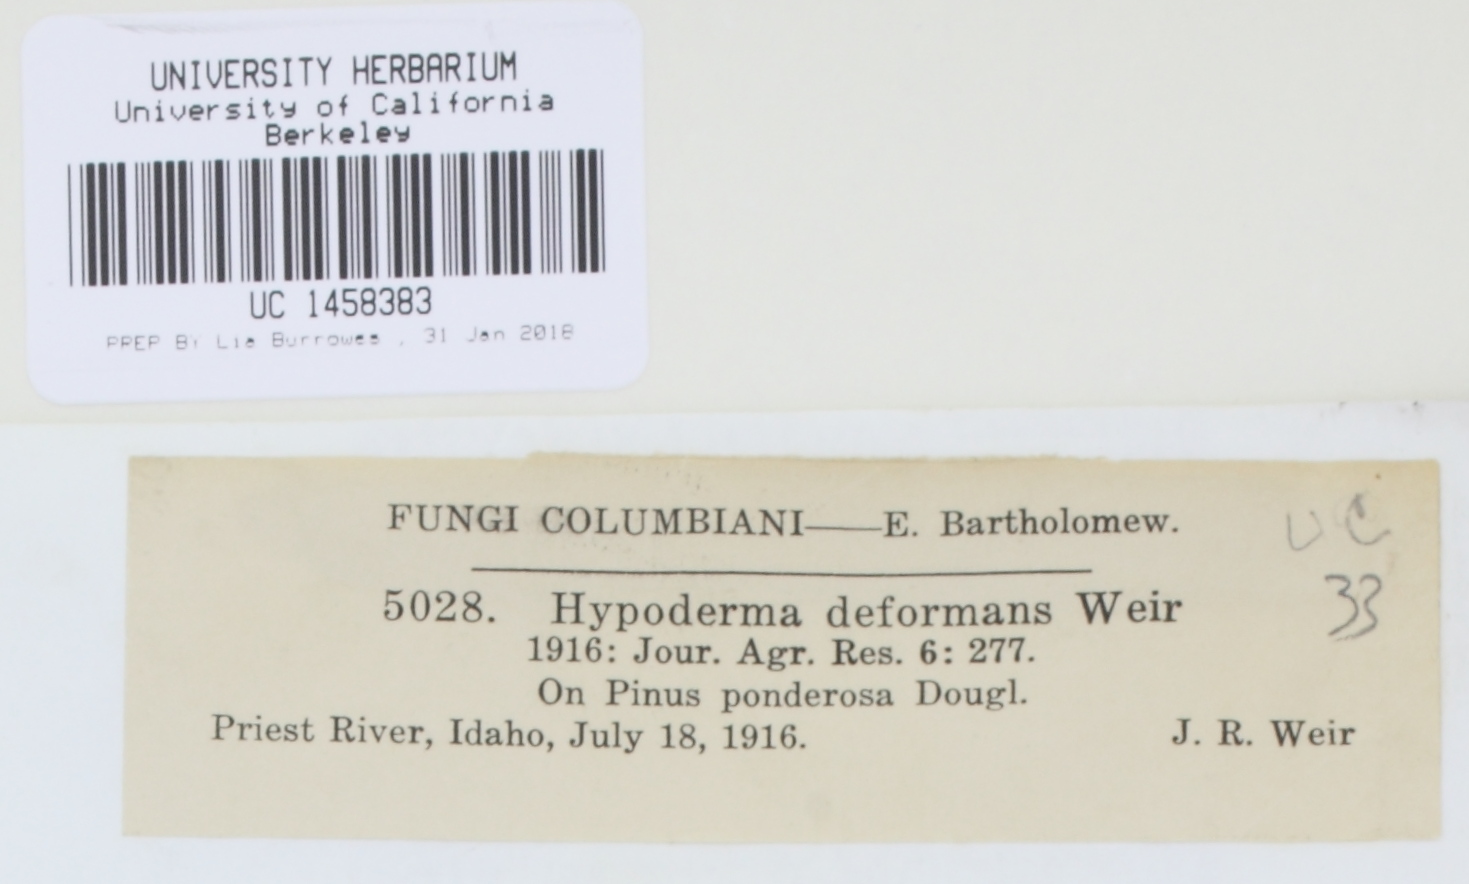 UNIVERSITY HERBARIUM
University of California
Berkeley
UC 1458383
PREP BY Lia Burrowes , 31 Jan 2018
FUNGI COLUMBIANI——E. Bartholomew.
UC
33
5028. Hypoderma deformans Weir
1916: Jour. Agr. Res. 6: 277.
On Pinus ponderosa Dougl.
Priest River, Idaho, July 18, 1916. J. R. Weir